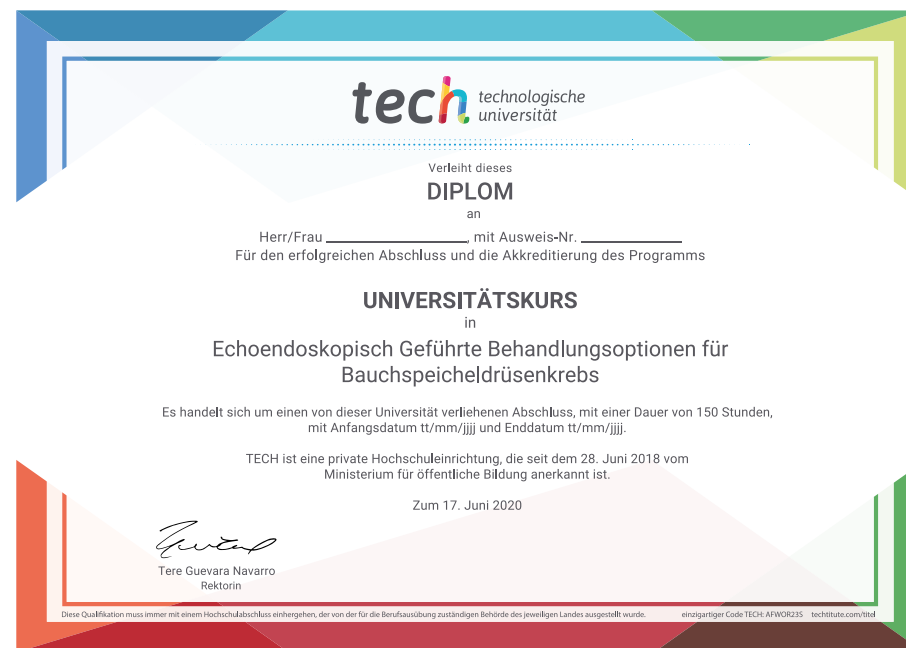 tech technologische
universität
Verleiht dieses
DIPLOM
an
Herr/Frau ____________, mit Ausweis-Nr. ____________
Für den erfolgreichen Abschluss und die Akkreditierung des Programms
UNIVERSITÄTSKURS
in
Echoendoskopisch Geführte Behandlungsoptionen für
Bauchspeicheldrüsenkrebs
Es handelt sich um einen von dieser Universität verliehenen Abschluss, mit einer Dauer von 150 Stunden,
mit Anfangsdatum tt/mm/jjjj und Enddatum tt/mm/jjjj.
TECH ist eine private Hochschuleinrichtung, die seit dem 28. Juni 2018 vom
Ministerium für öffentliche Bildung anerkannt ist.
Zum 17. Juni 2020
Tere Guevara Navarro
Rektorin
Diese Qualifikation muss immer mit einem Hochschulabschluss einhergehen, der von der für die Berufsausübung zuständigen Behörde des jeweiligen Landes ausgestellt wurde. einzigartiger Code TECH: AFWOR23S techtitute.com/titel